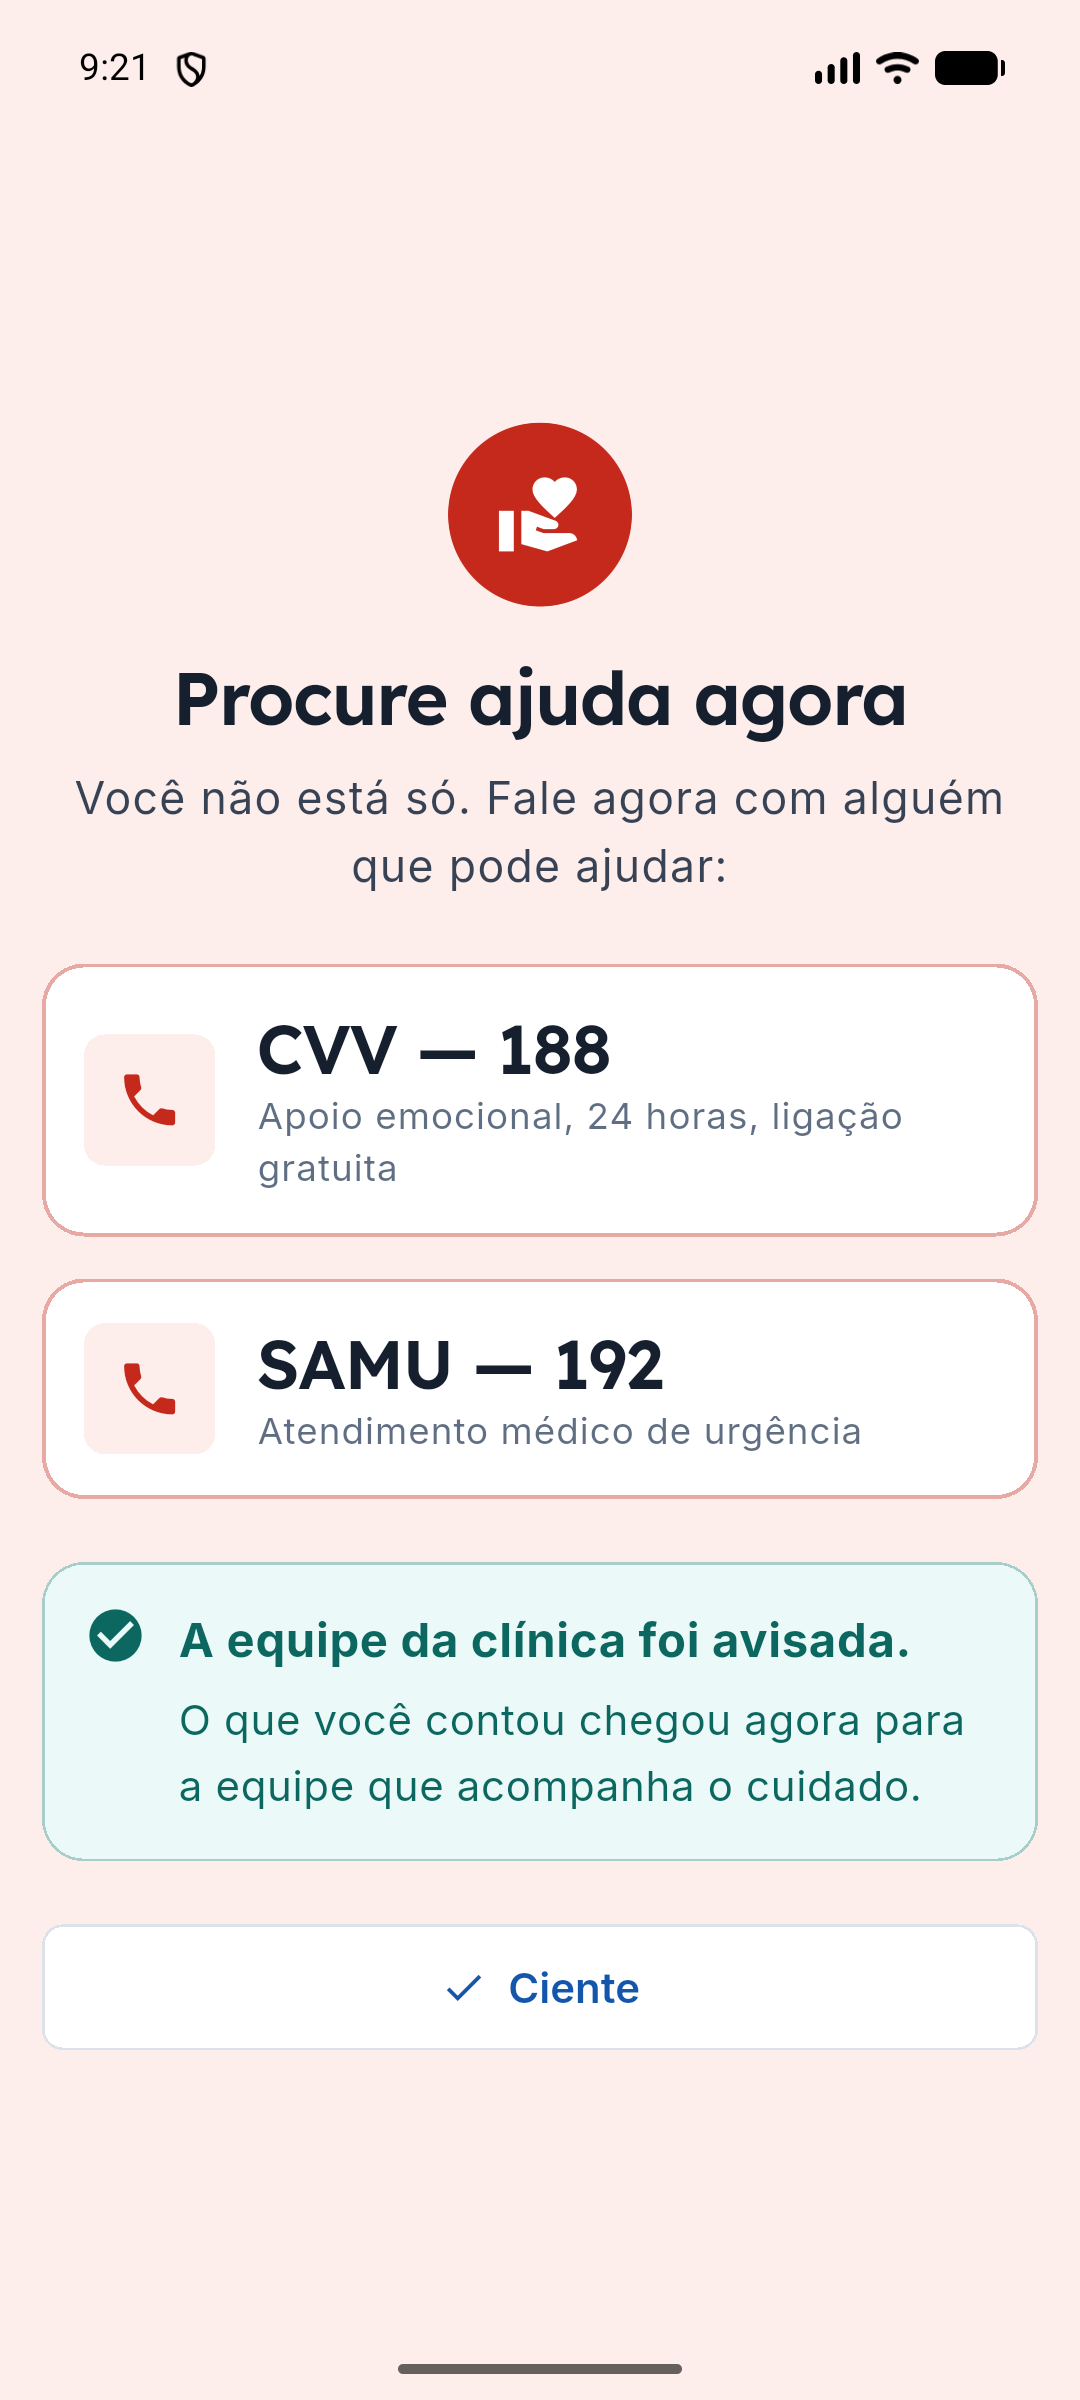 9:21
Procure ajuda agora
Você não está só. Fale agora com alguém
que pode ajudar:
CVV — 188
Apoio emocional, 24 horas, ligação
gratuita
SAMU — 192
Atendimento médico de urgência
A equipe da clínica foi avisada.
O que você contou chegou agora para
a equipe que acompanha o cuidado.
Ciente